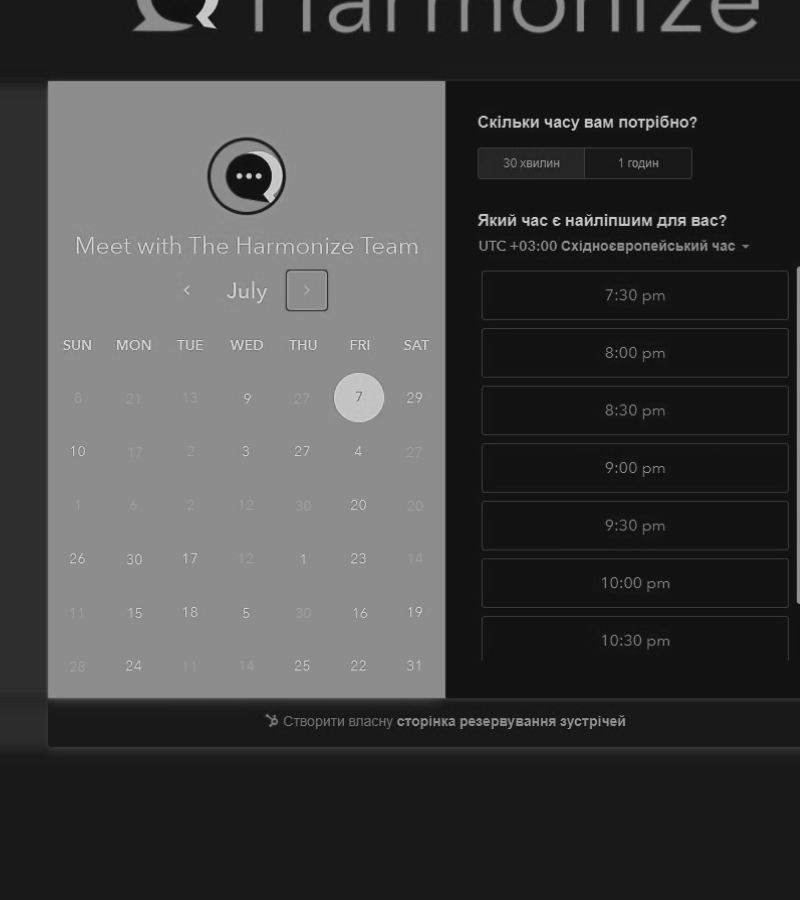 Harmonize
Meet with The Harmonize Team
July
SUN MON TUE WED THU FRI SAT
8 21 13 9 27 7 29
10 17 2 3 27 4 27
1 6 2 12 30 20 20
26 30 17 12 1 23 14
11 15 18 5 30 16 19
28 24 11 14 25 22 31
Скільки часу вам потрібно?
30 хвилин 1 годин
Який час є найліпшим для вас?
UTC +03:00 Східноєвропейський час
7:30 pm
8:00 pm
8:30 pm
9:00 pm
9:30 pm
10:00 pm
10:30 pm
Створити власну сторінка резервування зустрічей